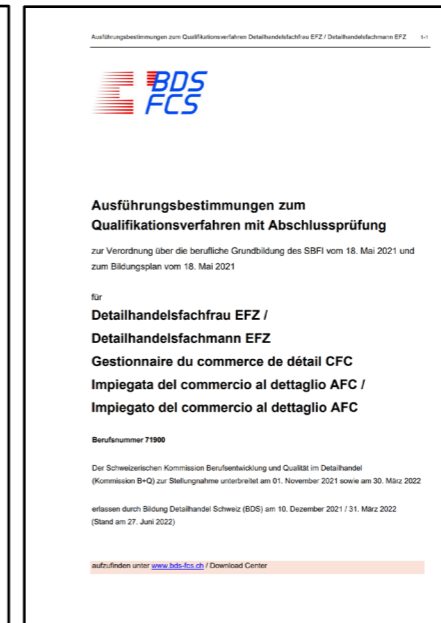 Ausführungsbestimmungen zum Qualifikationsverfahren Detailhandelsfachfrau EFZ / Detailhandelsfachmann EFZ 1-1
BDS
FCS
Ausführungsbestimmungen zum
Qualifikationsverfahren mit Abschlussprüfung
zur Verordnung über die berufliche Grundbildung des SBFI vom 18. Mai 2021 und
zum Bildungsplan vom 18. Mai 2021
für
Detailhandelsfachfrau EFZ /
Detailhandelsfachmann EFZ
Gestionnaire du commerce de détail CFC
Impiegata del commercio al dettaglio AFC /
Impiegato del commercio al dettaglio AFC
Berufsnummer 71900
Der Schweizerischen Kommission Berufsentwicklung und Qualität im Detailhandel
(Kommission B+Q) zur Stellungnahme unterbreitet am 01. November 2021 sowie am 30. März 2022
erlassen durch Bildung Detailhandel Schweiz (BDS) am 10. Dezember 2021 / 31. März 2022
(Stand am 27. Juni 2022)
aufzufinden unter www.bds-fcs.ch / Download Center